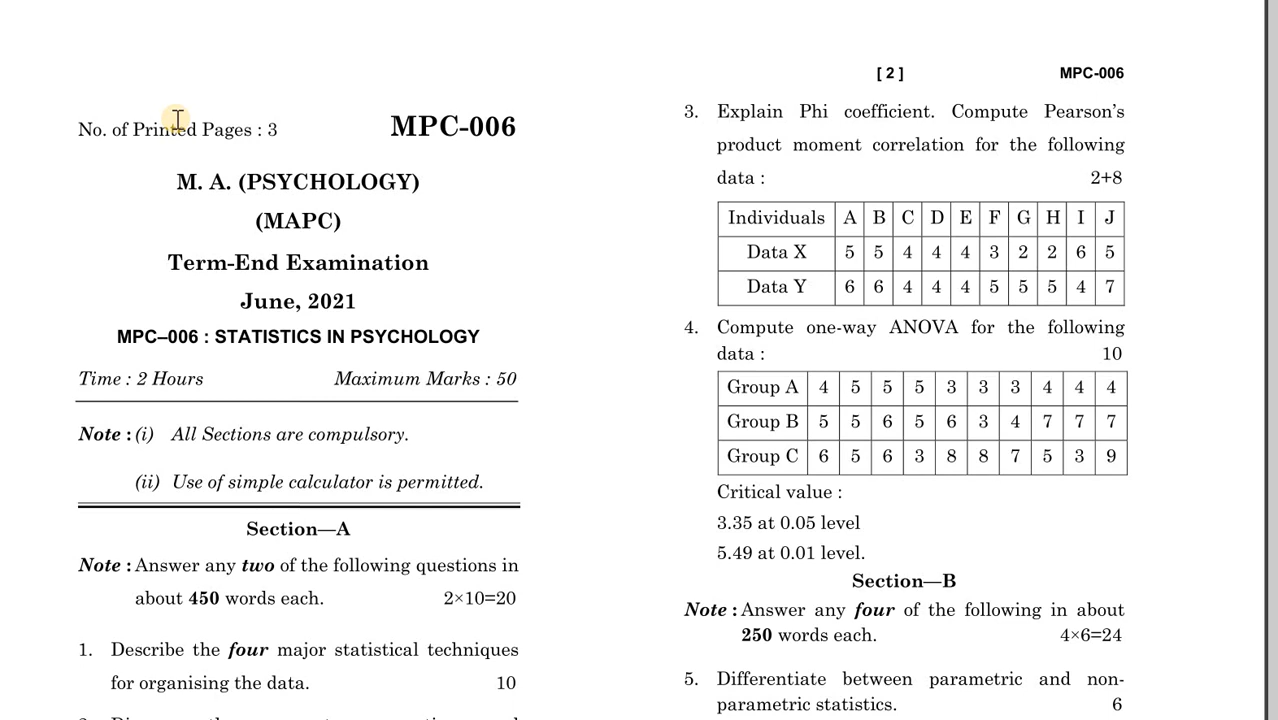 No. of Printed Pages : 3 MPC-006
M. A. (PSYCHOLOGY)
(MAPC)
Term-End Examination
June, 2021
MPC–006 : STATISTICS IN PSYCHOLOGY
Time : 2 Hours Maximum Marks : 50
Note : (i) All Sections are compulsory.
(ii) Use of simple calculator is permitted.
Section—A
Note : Answer any two of the following questions in
about 450 words each. 2×10=20
1. Describe the four major statistical techniques
for organising the data. 10
[ 2 ] MPC-006
3. Explain Phi coefficient. Compute Pearson's
product moment correlation for the following
data : 2+8
Individuals A B C D E F G H I J
Data X 5 5 4 4 4 3 2 2 6 5
Data Y 6 6 4 4 4 5 5 5 4 7
4. Compute one-way ANOVA for the following
data : 10
Group A 4 5 5 5 3 3 3 4 4 4
Group B 5 5 6 5 6 3 4 7 7 7
Group C 6 5 6 3 8 8 7 5 3 9
Critical value :
3.35 at 0.05 level
5.49 at 0.01 level.
Section—B
Note : Answer any four of the following in about
250 words each. 4×6=24
5. Differentiate between parametric and non-
parametric statistics. 6